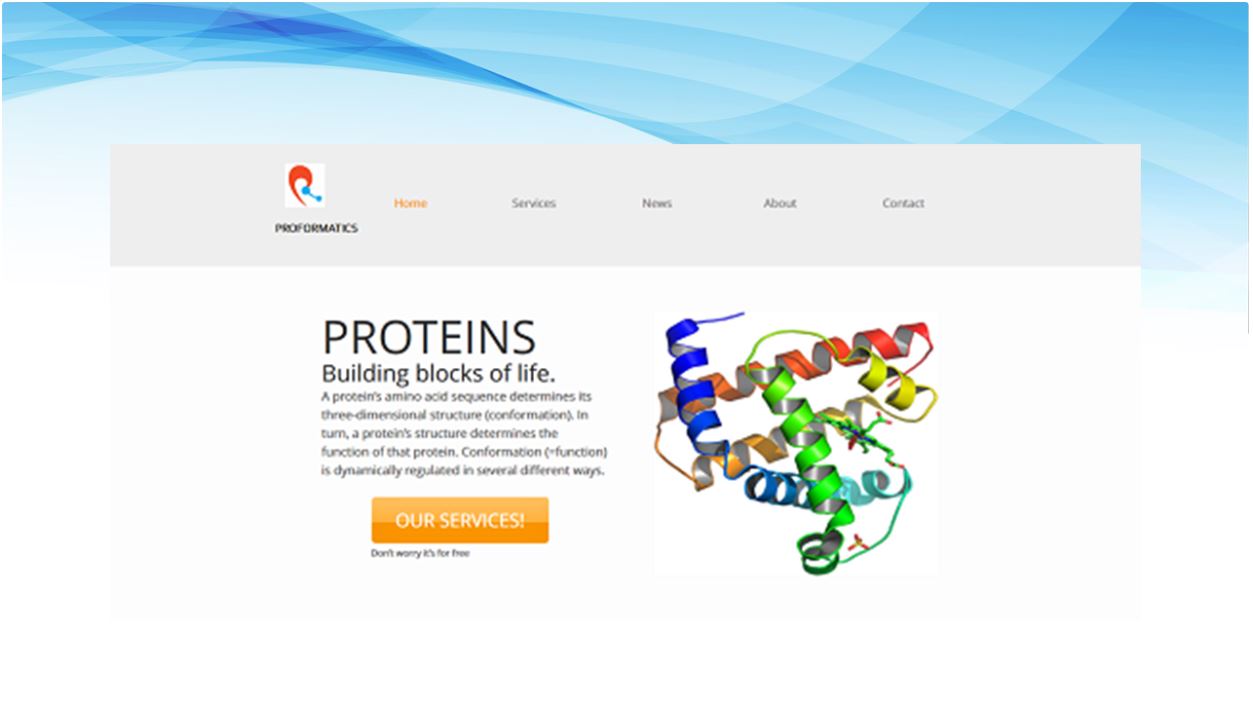 PROFORMATICS
Home
Services
News
About
Contact
PROTEINS
Building blocks of life.
A protein's amino acid sequence determines its
three-dimensional structure (conformation). In
turn, a protein's structure determines the
function of that protein. Conformation (=function)
is dynamically regulated in several different ways.
OUR SERVICES!
Don't worry it's for free